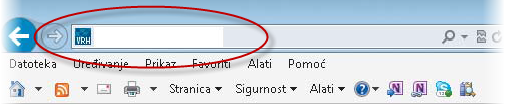 VRH
Datoteka Uređivanje Prikaz Favoriti Alati Pomoć
Stranica Sigurnost Alati